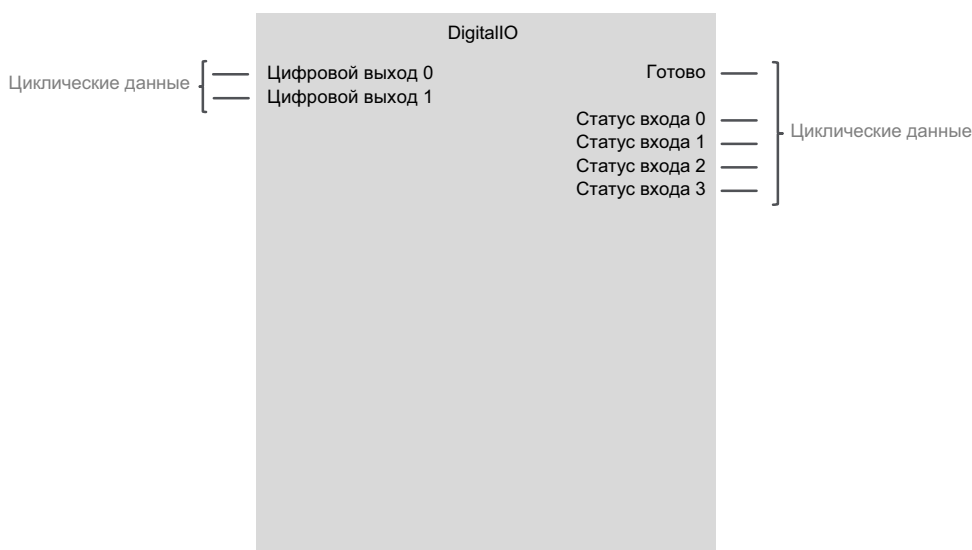 DigitalIO
Циклические данные
Цифровой выход 0
Цифровой выход 1
Готово
Статус входа 0
Статус входа 1
Статус входа 2
Статус входа 3
Циклические данные